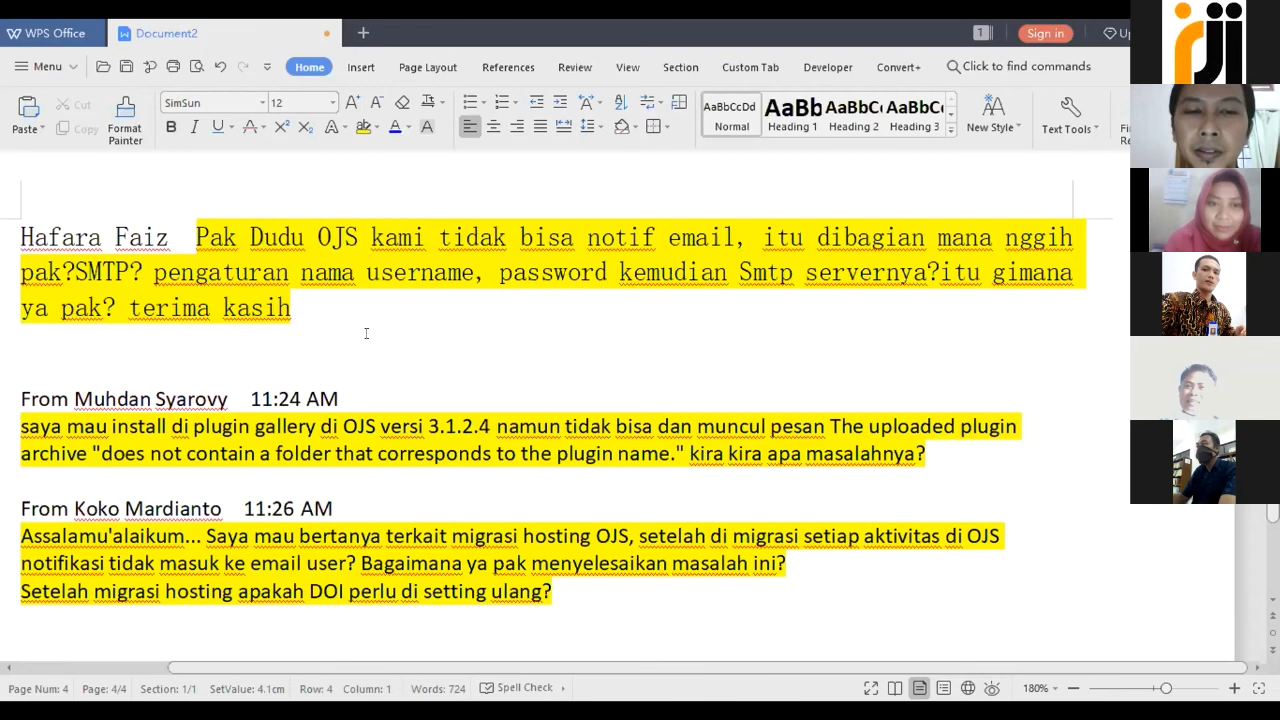 WPS Office
Document2
1
Sign in
Menu
Home
Insert
Page Layout
References
Review
View
Section
Custom Tab
Developer
Convert+
Click to find commands
Paste
Cut
Copy
Format
Painter
SimSun
12
AaBbCcDd
Normal
Heading 1
Heading 2
Heading 3
New Style
Text Tools
rji
Hafara Faiz Pak Dudu OJS kami tidak bisa notif email, itu dibagian mana nggih
pak?SMTP? pengaturan nama username, password kemudian Smtp servernya?itu gimana
ya pak? terima kasih
From Muhdan Syarovy 11:24 AM
saya mau install di plugin gallery di OJS versi 3.1.2.4 namun tidak bisa dan muncul pesan The uploaded plugin
archive "does not contain a folder that corresponds to the plugin name." kira kira apa masalahnya?
From Koko Mardianto 11:26 AM
Assalamu'alaikum... Saya mau bertanya terkait migrasi hosting OJS, setelah di migrasi setiap aktivitas di OJS
notifikasi tidak masuk ke email user? Bagaimana ya pak menyelesaikan masalah ini?
Setelah migrasi hosting apakah DOI perlu di setting ulang?
Page Num: 4 Page: 4/4 Section: 1/1 SetValue: 4.1cm Row: 4 Column: 1 Words: 724 Spell Check 180%